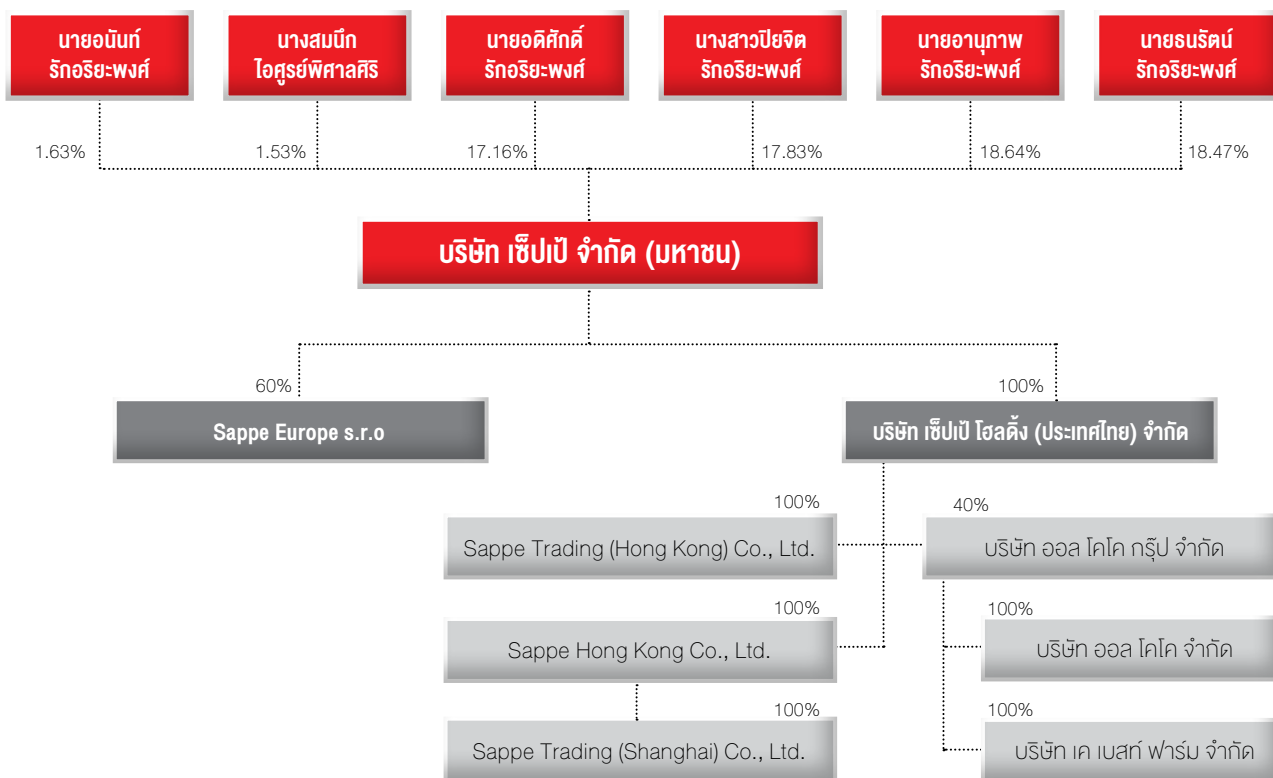 นายอนันท์
รักอริยะพงศ์
นางสมนึก
ไอศูรย์พิศาลศิริ
นายอดิศักดิ์
รักอริยะพงศ์
นางสาวปิยจิต
รักอริยะพงศ์
นายอานุภาพ
รักอริยะพงศ์
นายธนรัตน์
รักอริยะพงศ์
1.63%
1.53%
17.16%
17.83%
18.64%
18.47%
บริษัท เซ็ปเป้ จำกัด (มหาชน)
60%
100%
Sappe Europe s.r.o
บริษัท เซ็ปเป้ โฮลดิ้ง (ประเทศไทย) จำกัด
100%
40%
Sappe Trading (Hong Kong) Co., Ltd.
บริษัท ออล โคโค กรุ๊ป จำกัด
100%
100%
Sappe Hong Kong Co., Ltd.
บริษัท ออล โคโค จำกัด
100%
100%
Sappe Trading (Shanghai) Co., Ltd.
บริษัท เค เบสท์ ฟาร์ม จำกัด